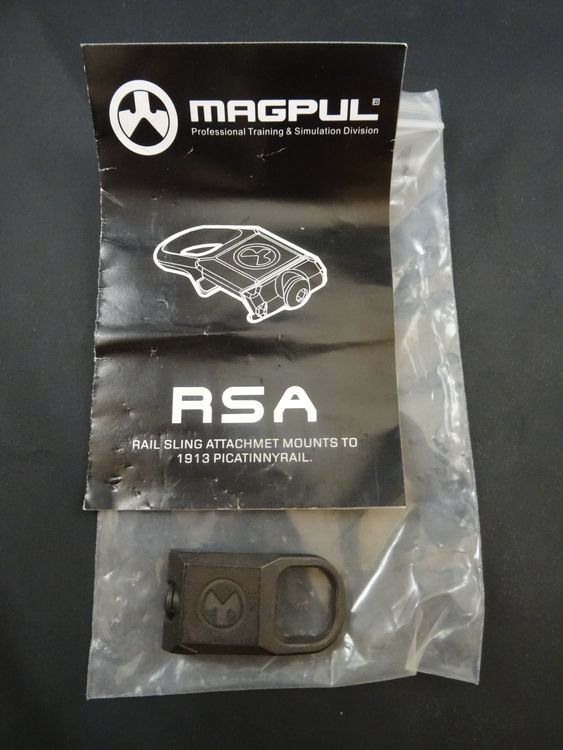 MAGPUL
Professional Training & Simulation Division
RSA
RAIL SLING ATTACHMET MOUNTS TO
1913 PICATINNYRAIL.